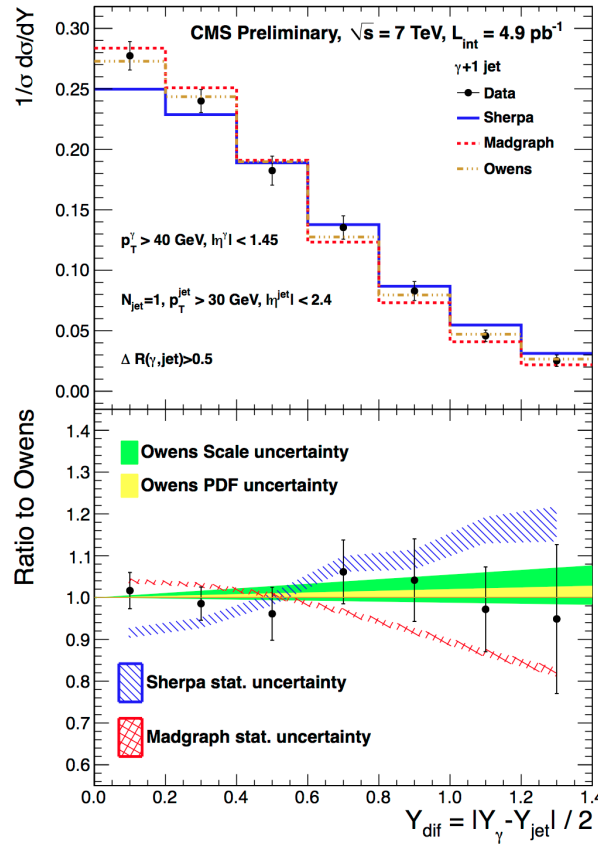 CMS Preliminary, √s = 7 TeV, L_int = 4.9 pb⁻¹
1/σ dσ/dY
γ+1 jet
Data
Sherpa
Madgraph
Owens
p_T^γ > 40 GeV, |η^γ| < 1.45
N_jet=1, p_T^jet > 30 GeV, |η^jet| < 2.4
Δ R(γ,jet)>0.5
0.30
0.25
0.20
0.15
0.10
0.05
0.00
Ratio to Owens
Owens Scale uncertainty
Owens PDF uncertainty
Sherpa stat. uncertainty
Madgraph stat. uncertainty
1.4
1.3
1.2
1.1
1.0
0.9
0.8
0.7
0.6
0.0 0.2 0.4 0.6 0.8 1.0 1.2 1.4
Y_dif = |Y_γ-Y_jet| / 2